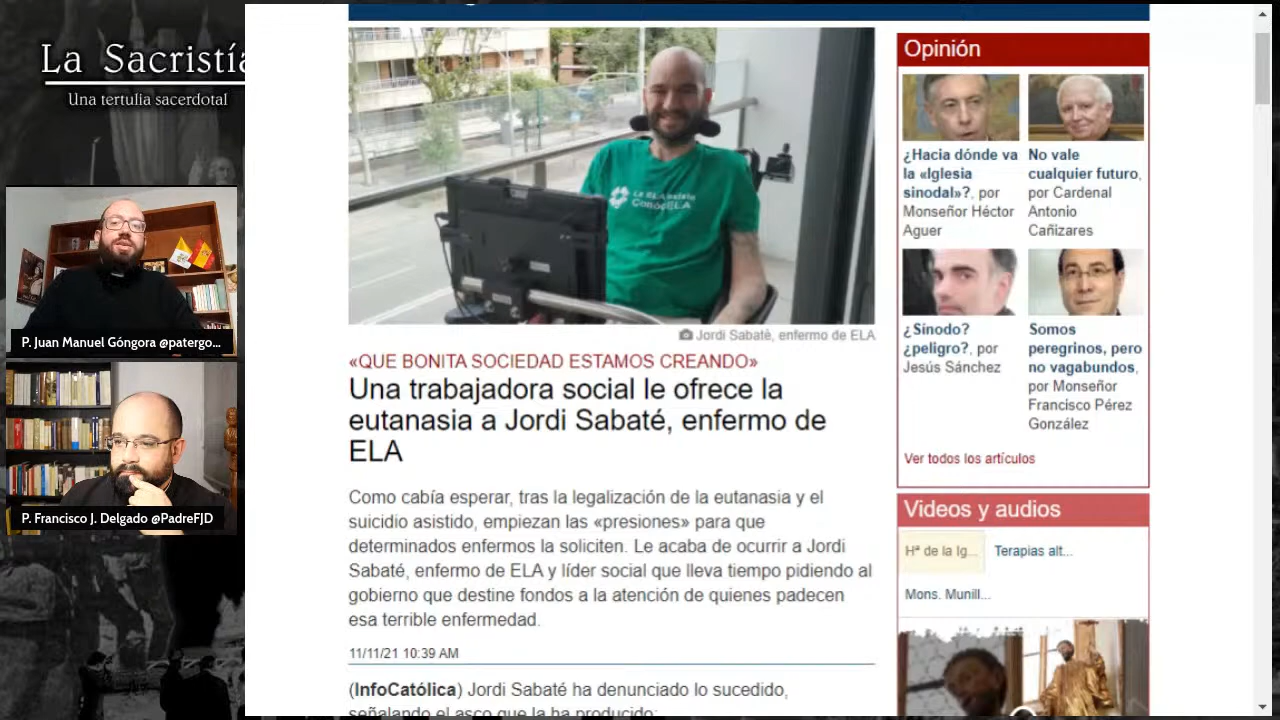 La Sacristía
Una tertulia sacerdotal
P. Juan Manuel Góngora @patergo...
P. Francisco J. Delgado @PadreFJD
Jordi Sabaté, enfermo de ELA
«QUE BONITA SOCIEDAD ESTAMOS CREANDO»
Una trabajadora social le ofrece la
eutanasia a Jordi Sabaté, enfermo de
ELA
Como cabía esperar, tras la legalización de la eutanasia y el
suicidio asistido, empiezan las «presiones» para que
determinados enfermos la soliciten. Le acaba de ocurrir a Jordi
Sabaté, enfermo de ELA y líder social que lleva tiempo pidiendo al
gobierno que destine fondos a la atención de quienes padecen
esa terrible enfermedad.
11/11/21 10:39 AM
(InfoCatólica) Jordi Sabaté ha denunciado lo sucedido,
señalando el asco que la ha producido:
Opinión
¿Hacia dónde va
la «Iglesia
sinodal»?, por
Monseñor Héctor
Aguer
No vale
cualquier futuro,
por Cardenal
Antonio
Cañizares
¿Sínodo?
¿peligro?, por
Jesús Sánchez
Somos
peregrinos, pero
no vagabundos,
por Monseñor
Francisco Pérez
González
Ver todos los artículos
Videos y audios
Hª de la Ig...
Terapias alt...
Mons. Munill...